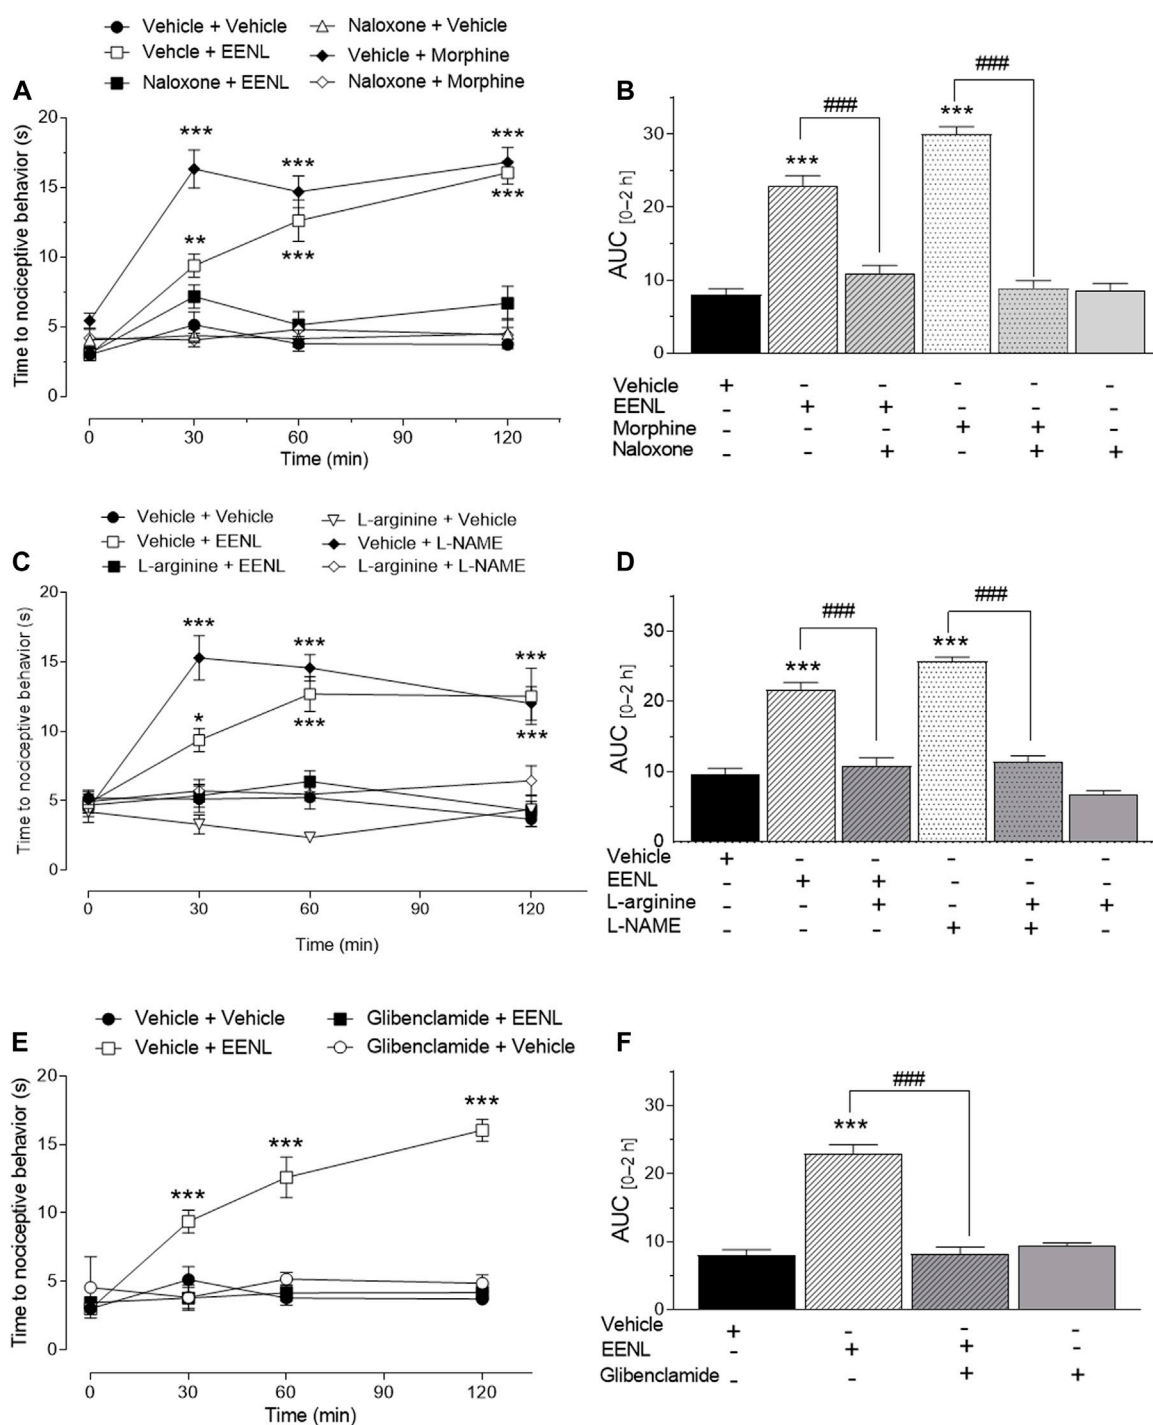 Vehicle + Vehicle
Vehcle + EENL
Naloxone + EENL
Naloxone + Vehicle
Vehicle + Morphine
Naloxone + Morphine
A
Time to nociceptive behavior (s)
20
15
10
5
0
***
***
***
***
**
***
0 30 60 90 120
Time (min)
B
AUC [0–2 h]
30
20
10
0
***
###
***
###
Vehicle + - - - - -
EENL - + + - - -
Morphine - - - + + -
Naloxone - - + - + +
Vehicle + Vehicle
Vehicle + EENL
L-arginine + EENL
L-arginine + Vehicle
Vehicle + L-NAME
L-arginine + L-NAME
C
Time to nociceptive behavior (s)
20
15
10
5
0
***
***
***
*
***
***
0 30 60 90 120
Time (min)
D
AUC [0–2 h]
30
20
10
0
***
###
***
###
Vehicle + - - - - -
EENL - + + - - -
L-arginine - - + - + +
L-NAME - - - + + -
Vehicle + Vehicle
Vehicle + EENL
Glibenclamide + EENL
Glibenclamide + Vehicle
E
Time to nociceptive behavior (s)
20
15
10
5
0
***
***
***
0 30 60 90 120
Time (min)
F
AUC [0–2 h]
30
20
10
0
***
###
Vehicle + - - -
EENL - + + -
Glibenclamide - - + +